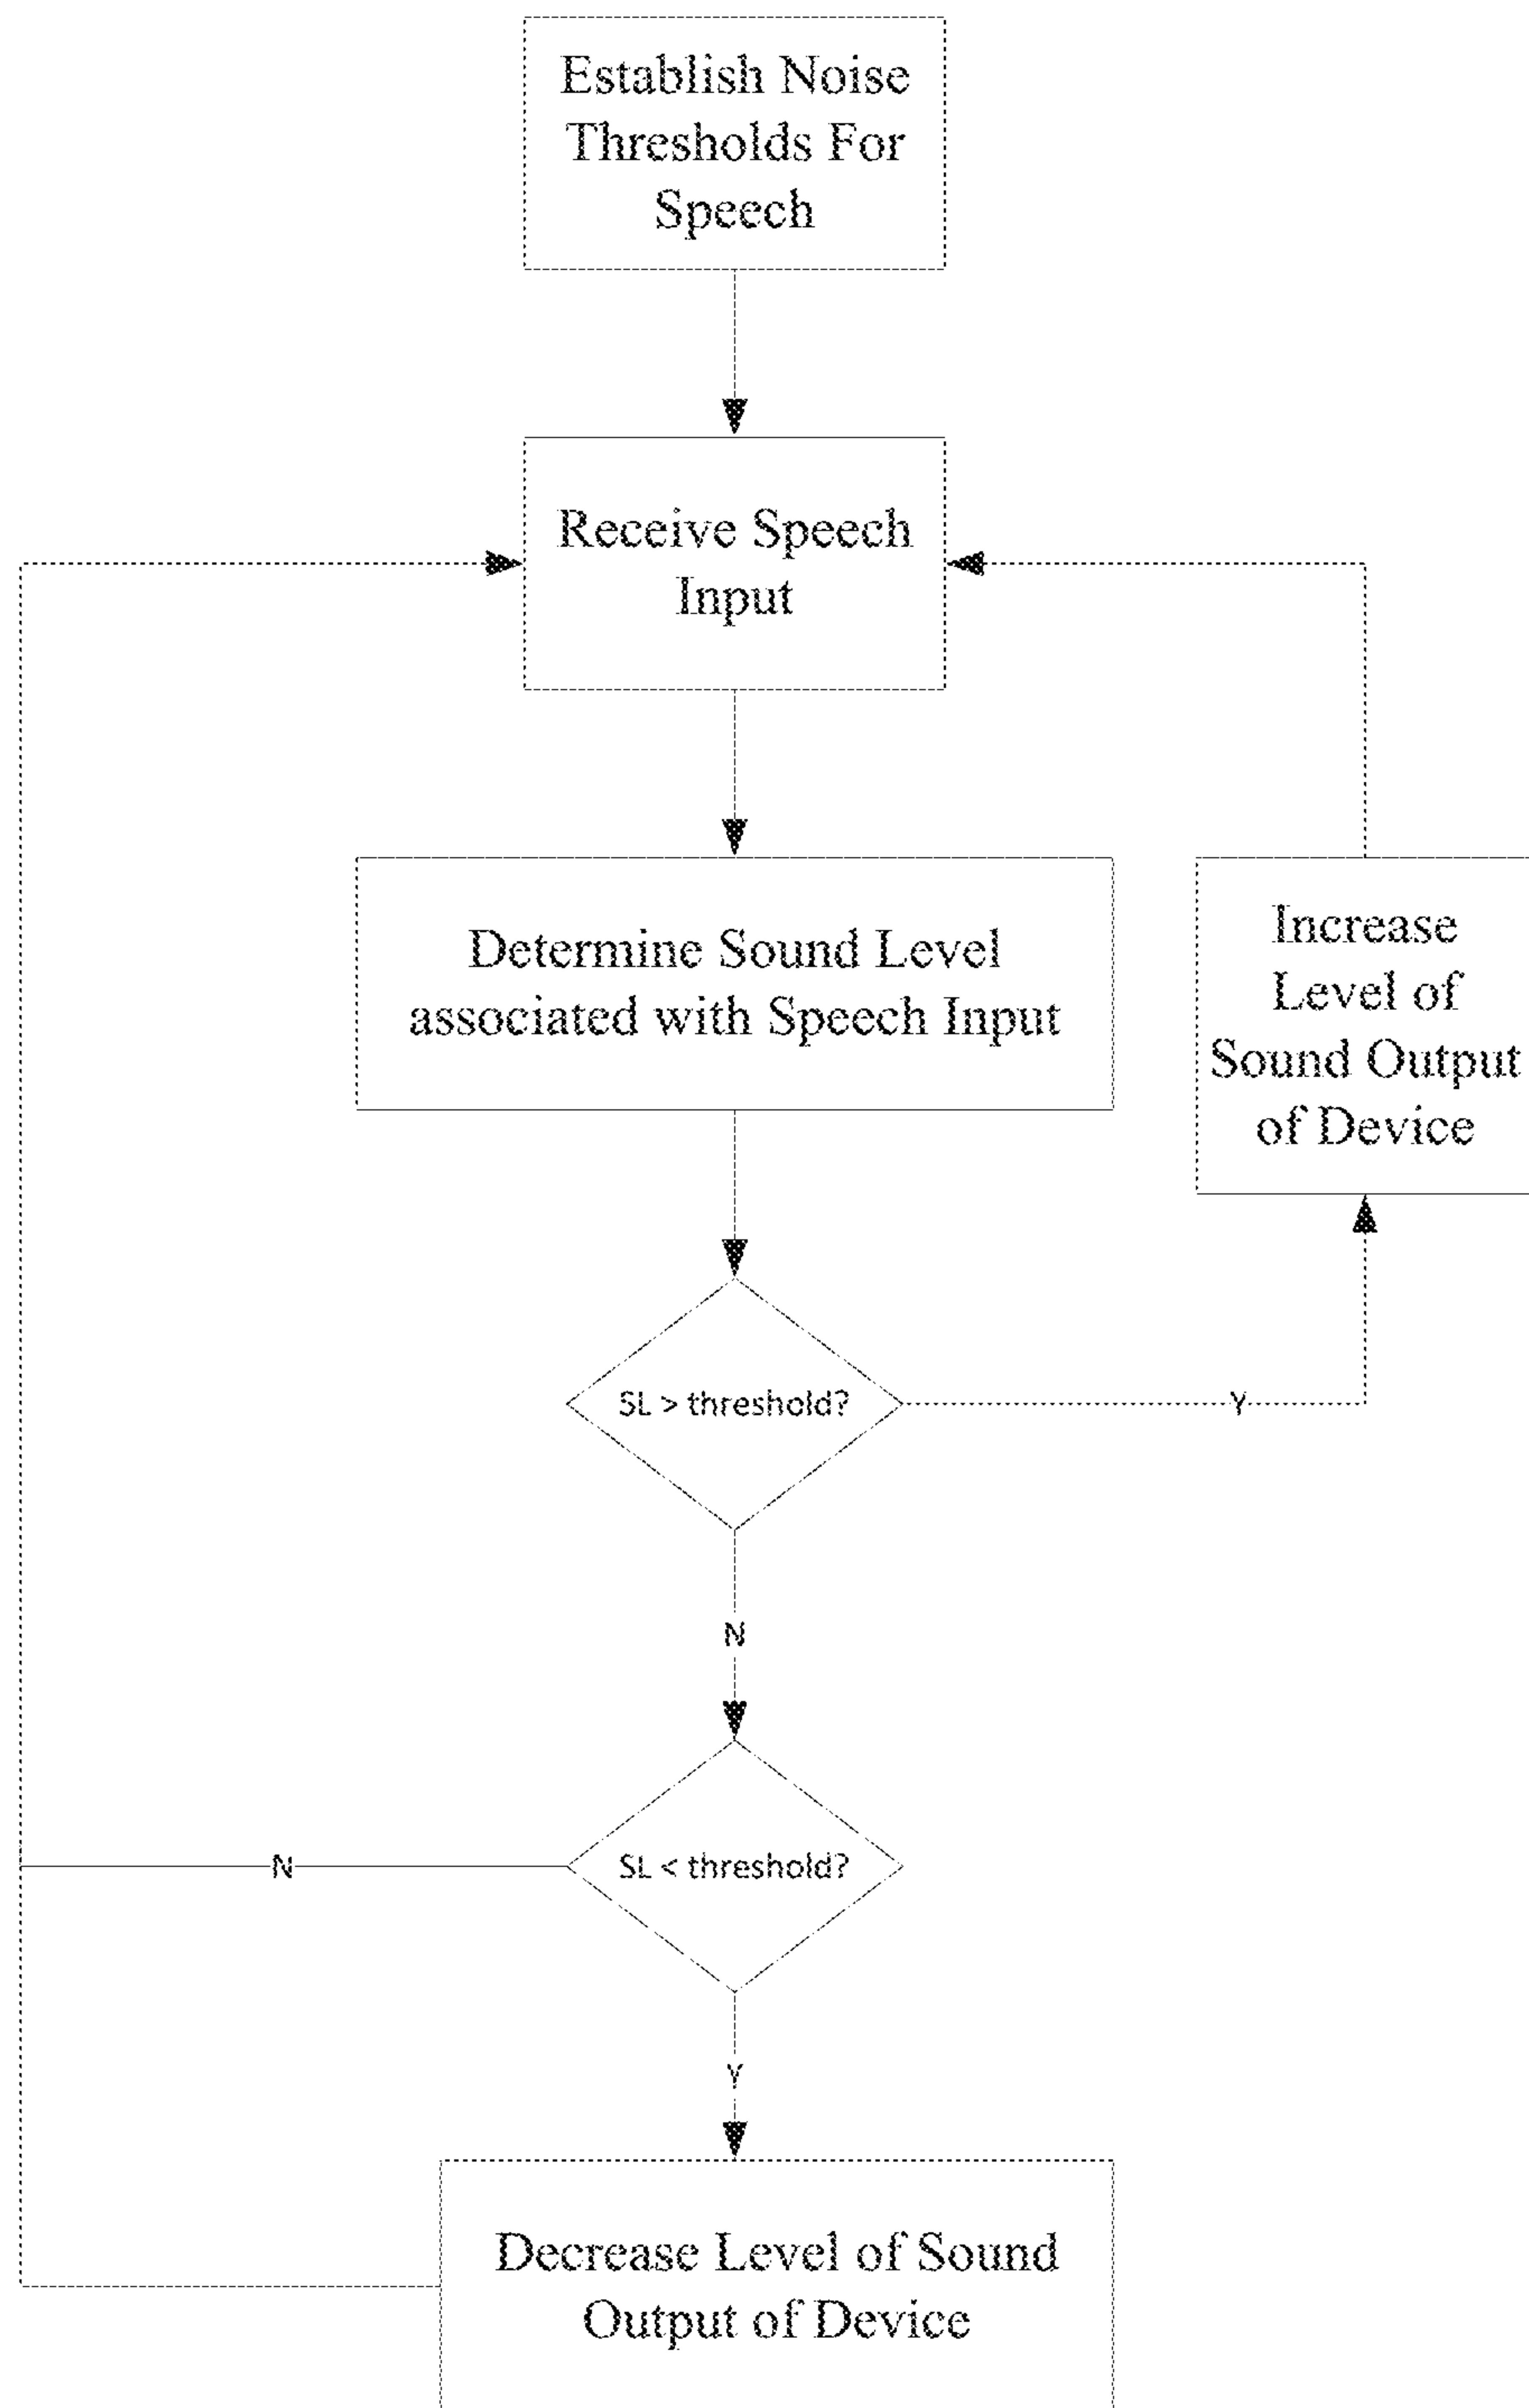 Establish Noise
Thresholds For
Speech
Receive Speech
Input
Determine Sound Level
associated with Speech Input
Increase
Level of
Sound Output
of Device
SL > threshold?
Y
N
SL < threshold?
N
Y
Decrease Level of Sound
Output of Device